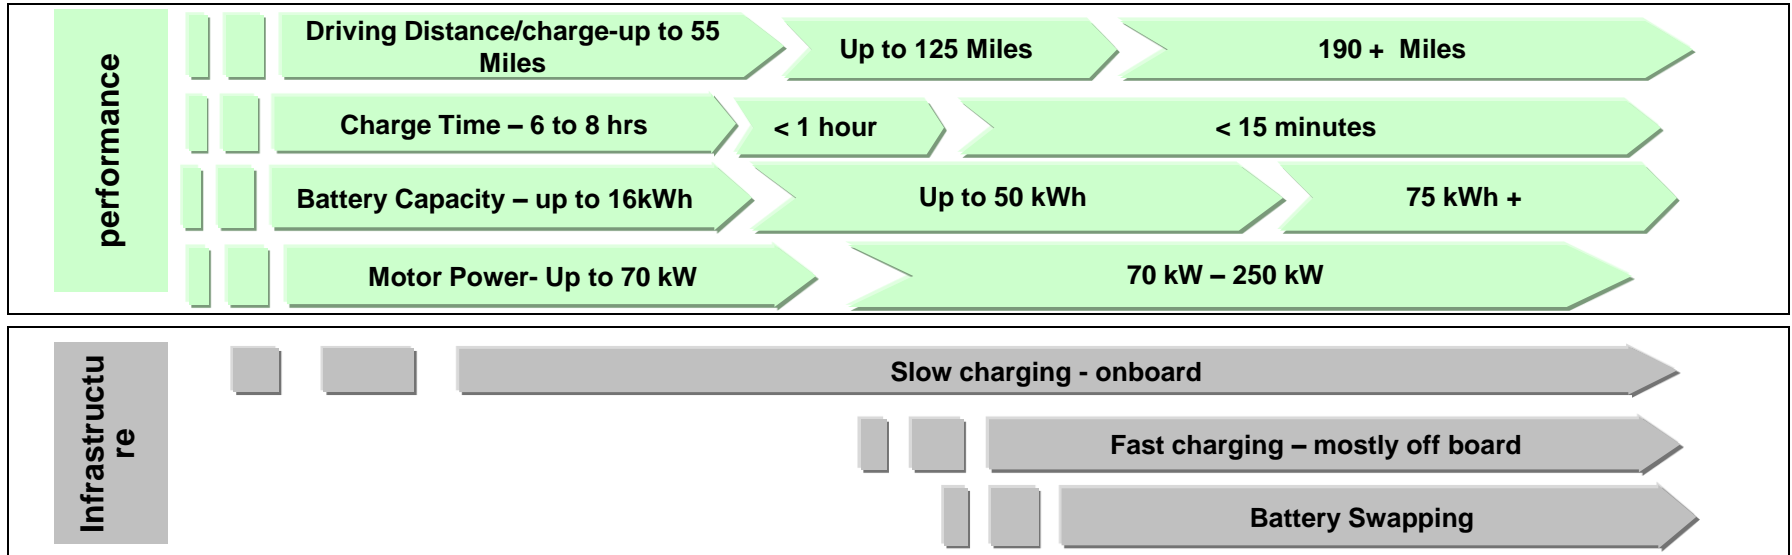 performance
Driving Distance/charge-up to 55
Miles
Up to 125 Miles
190 + Miles
Charge Time – 6 to 8 hrs
< 1 hour
< 15 minutes
Battery Capacity – up to 16kWh
Up to 50 kWh
75 kWh +
Motor Power- Up to 70 kW
70 kW – 250 kW
Infrastructu
re
Slow charging - onboard
Fast charging – mostly off board
Battery Swapping